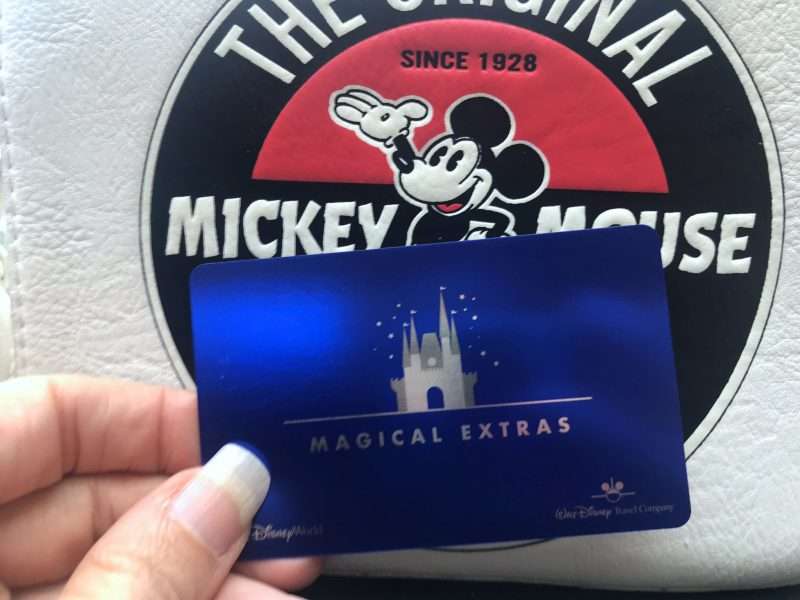 THE ORIGINAL
SINCE 1928
MICKEY MOUSE
MAGICAL EXTRAS
Disney World
Walt Disney Travel Company